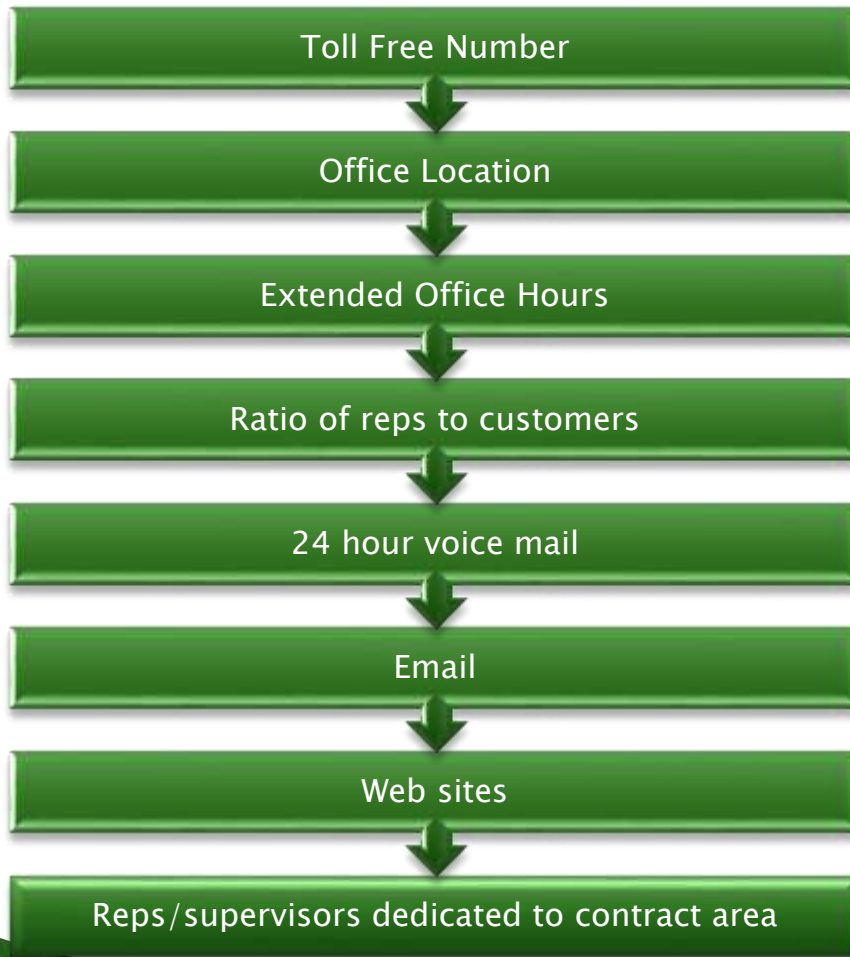 Toll Free Number
Office Location
Extended Office Hours
Ratio of reps to customers
24 hour voice mail
Email
Web sites
Reps/supervisors dedicated to contract area